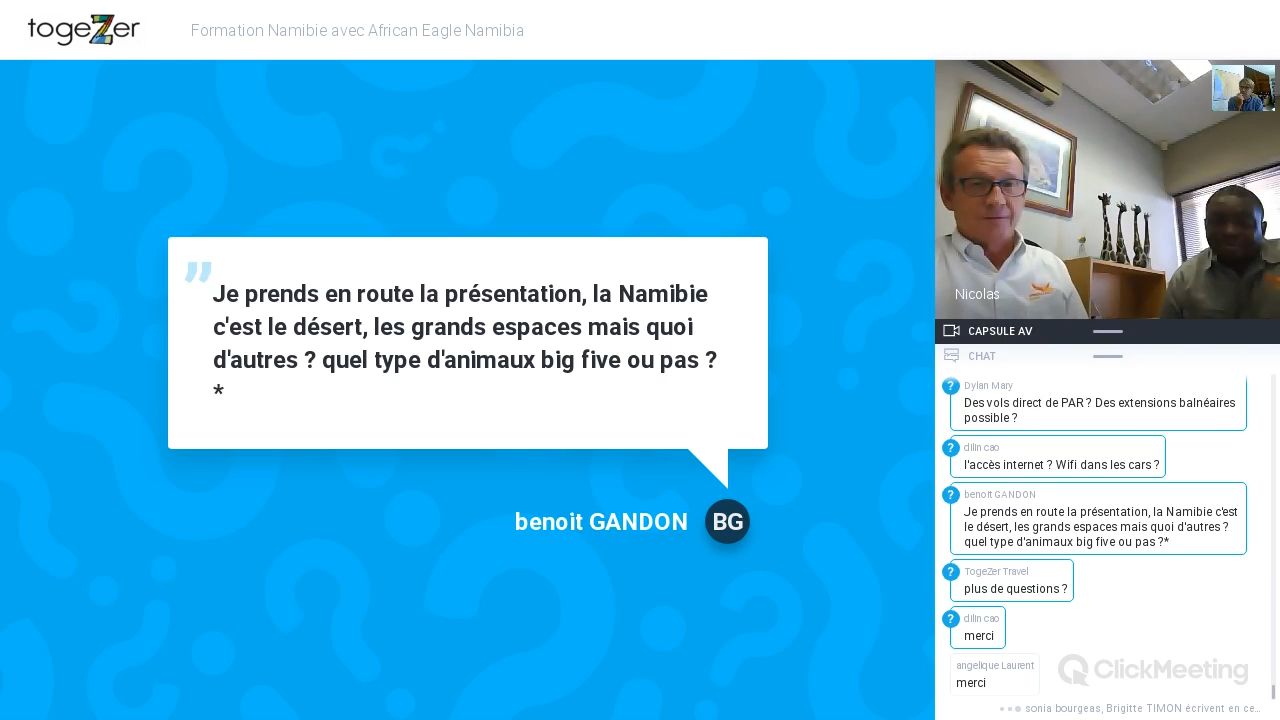 togeZer
Formation Namibie avec African Eagle Namibia
Je prends en route la présentation, la Namibie
c'est le désert, les grands espaces mais quoi
d'autres ? quel type d'animaux big five ou pas ?
*
benoit GANDON
BG
Nicolas
CAPSULE AV
CHAT
?
Dylan Mary
Des vols direct de PAR ? Des extensions balnéaires
possible ?
?
dilin cao
l'accès internet ? Wifi dans les cars ?
?
benoit GANDON
Je prends en route la présentation, la Namibie c'est
le désert, les grands espaces mais quoi d'autres ?
quel type d'animaux big five ou pas ?*
?
TogeZer Travel
plus de questions ?
?
dilin cao
merci
angelique Laurent
merci
ClickMeeting
sonia bourgeas, Brigitte TIMON écrivent en ce...